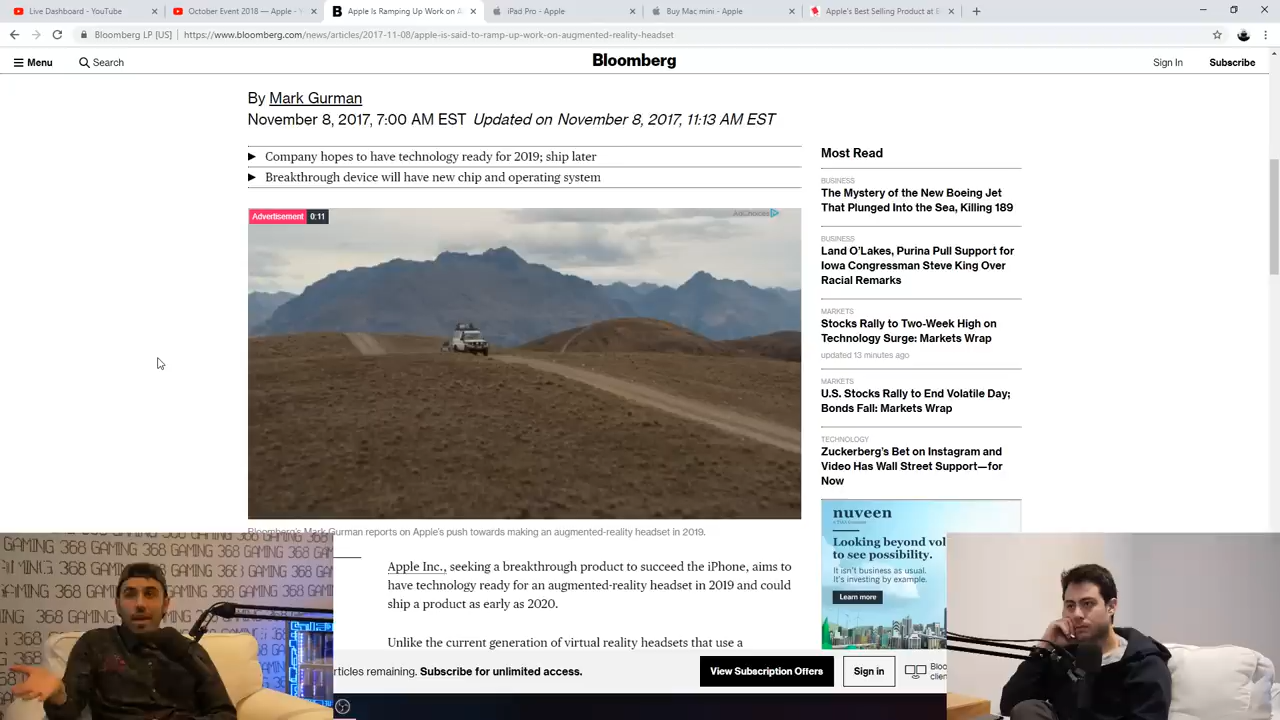 Live Dashboard - YouTube
October Event 2018 — Apple - Y
Apple Is Ramping Up Work on A
iPad Pro - Apple
Buy Mac mini - Apple
Apple's Best Selling Product at E
Bloomberg LP [US] | https://www.bloomberg.com/news/articles/2017-11-08/apple-is-said-to-ramp-up-work-on-augmented-reality-headset
Menu
Search
Bloomberg
Sign In
Subscribe
By Mark Gurman
November 8, 2017, 7:00 AM EST Updated on November 8, 2017, 11:13 AM EST
Company hopes to have technology ready for 2019; ship later
Breakthrough device will have new chip and operating system
Advertisement 0:11
AdChoices
Bloomberg's Mark Gurman reports on Apple's push towards making an augmented-reality headset in 2019.
Apple Inc., seeking a breakthrough product to succeed the iPhone, aims to
have technology ready for an augmented-reality headset in 2019 and could
ship a product as early as 2020.
Unlike the current generation of virtual reality headsets that use a
Most Read
BUSINESS
The Mystery of the New Boeing Jet
That Plunged Into the Sea, Killing 189
BUSINESS
Land O'Lakes, Purina Pull Support for
Iowa Congressman Steve King Over
Racial Remarks
MARKETS
Stocks Rally to Two-Week High on
Technology Surge: Markets Wrap
updated 13 minutes ago
MARKETS
U.S. Stocks Rally to End Volatile Day;
Bonds Fall: Markets Wrap
TECHNOLOGY
Zuckerberg's Bet on Instagram and
Video Has Wall Street Support—for
Now
nuveen
Looking beyond vol
to see possibility.
It isn't business as usual.
It's investing by example.
Learn more
rticles remaining. Subscribe for unlimited access.
View Subscription Offers
Sign in
Bloo
clien
GAMING 368 GAMING 368 GAMING